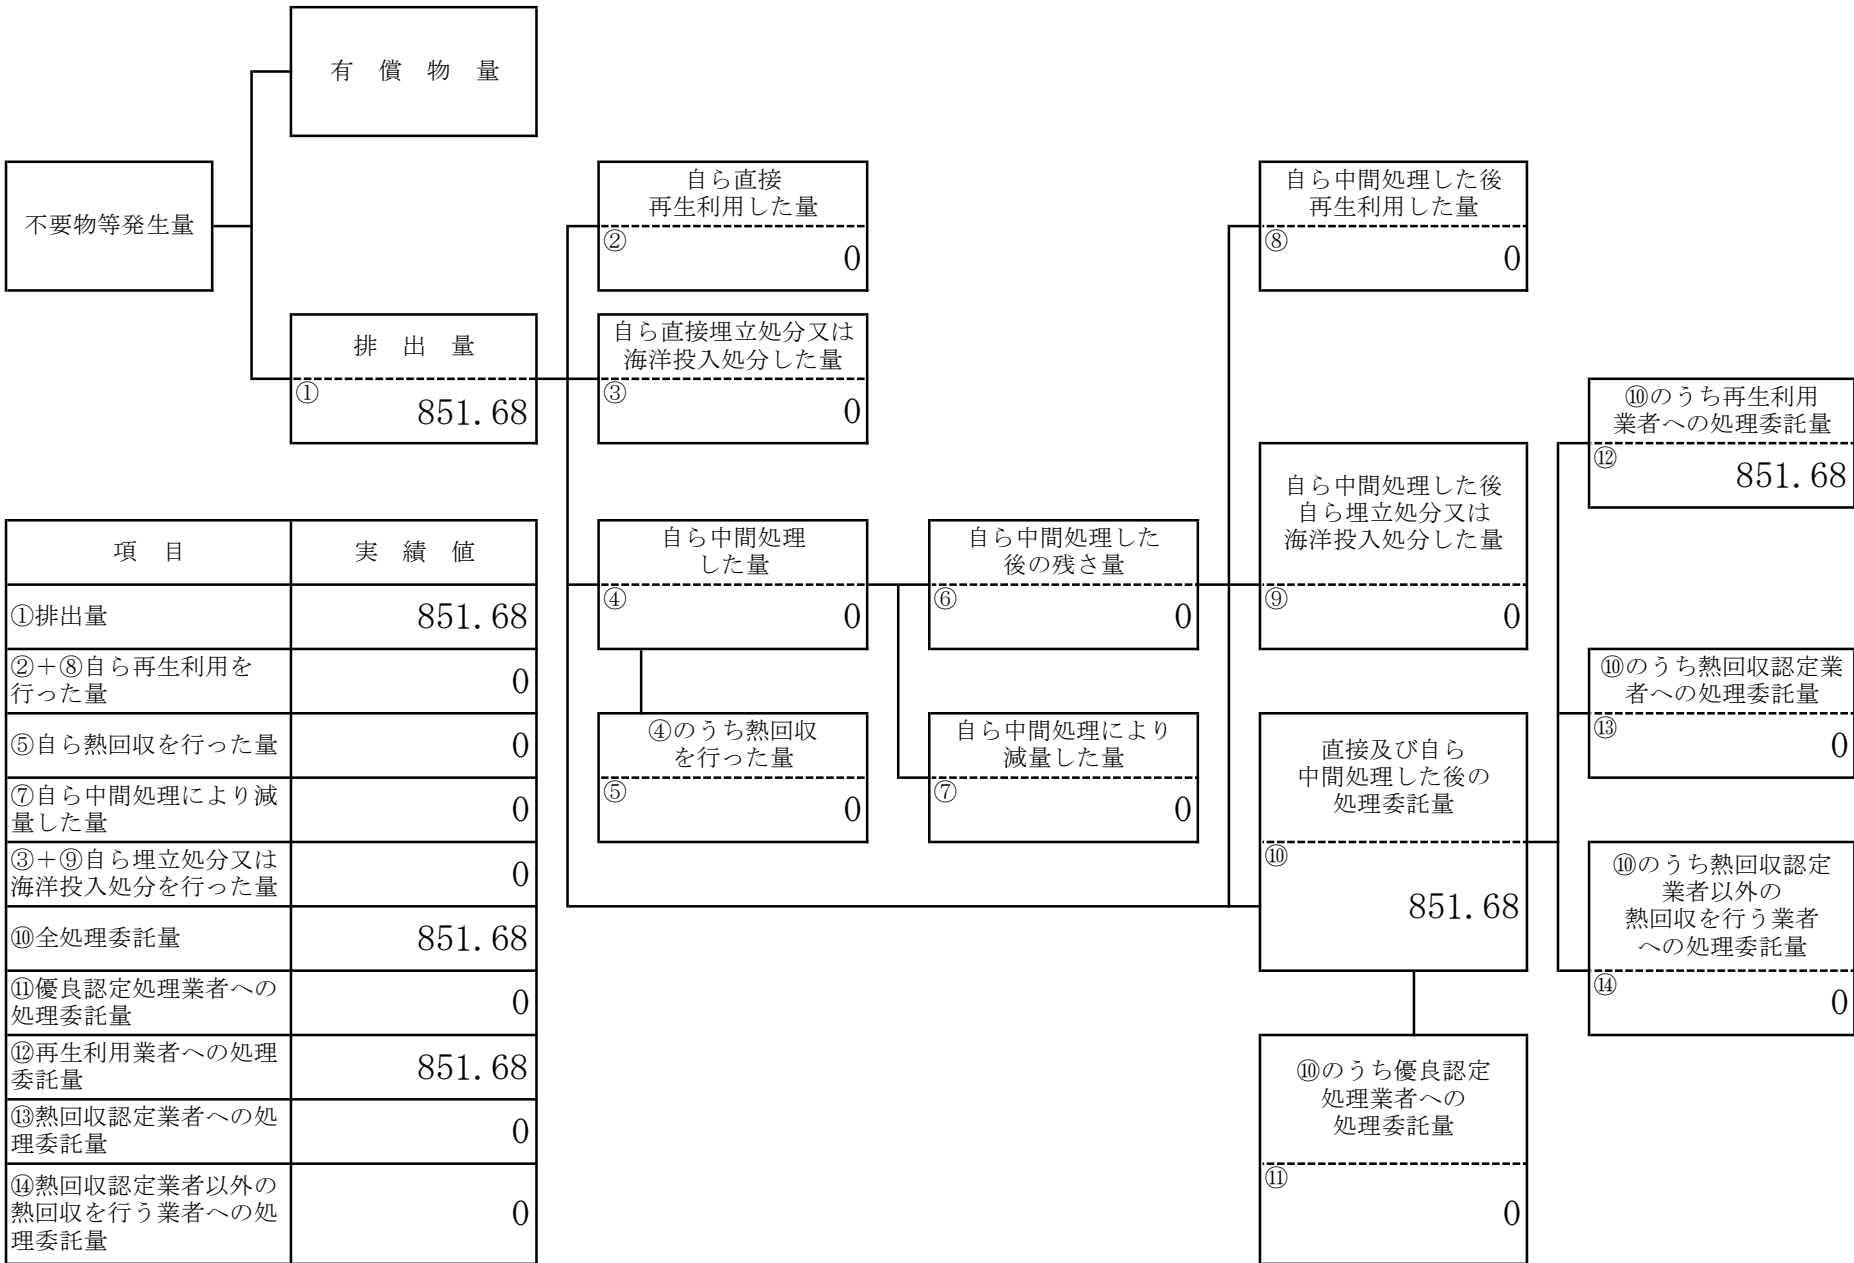 有　償　物　量
不要物等発生量
排　出　量
①
851.68
自ら直接
再生利用した量
②
0
自ら直接埋立処分又は
海洋投入処分した量
③
0
自ら中間処理
した量
④
0
④のうち熱回収
を行った量
⑤
0
自ら中間処理した
後の残さ量
⑥
0
自ら中間処理により
減量した量
⑦
0
自ら中間処理した後
再生利用した量
⑧
0
自ら中間処理した後
自ら埋立処分又は
海洋投入処分した量
⑨
0
直接及び自ら
中間処理した後の
処理委託量
⑩
851.68
⑩のうち優良認定
処理業者への
処理委託量
⑪
0
⑩のうち再生利用
業者への処理委託量
⑫
851.68
⑩のうち熱回収認定業
者への処理委託量
⑬
0
⑩のうち熱回収認定
業者以外の
熱回収を行う業者
への処理委託量
⑭
0
項　目　実　績　値
①排出量　851.68
②＋⑧自ら再生利用を
行った量　0
⑤自ら熱回収を行った量　0
⑦自ら中間処理により減
量した量　0
③＋⑨自ら埋立処分又は
海洋投入処分を行った量　0
⑩全処理委託量　851.68
⑪優良認定処理業者への
処理委託量　0
⑫再生利用業者への処理
委託量　851.68
⑬熱回収認定業者への処
理委託量　0
⑭熱回収認定業者以外の
熱回収を行う業者への処
理委託量　0